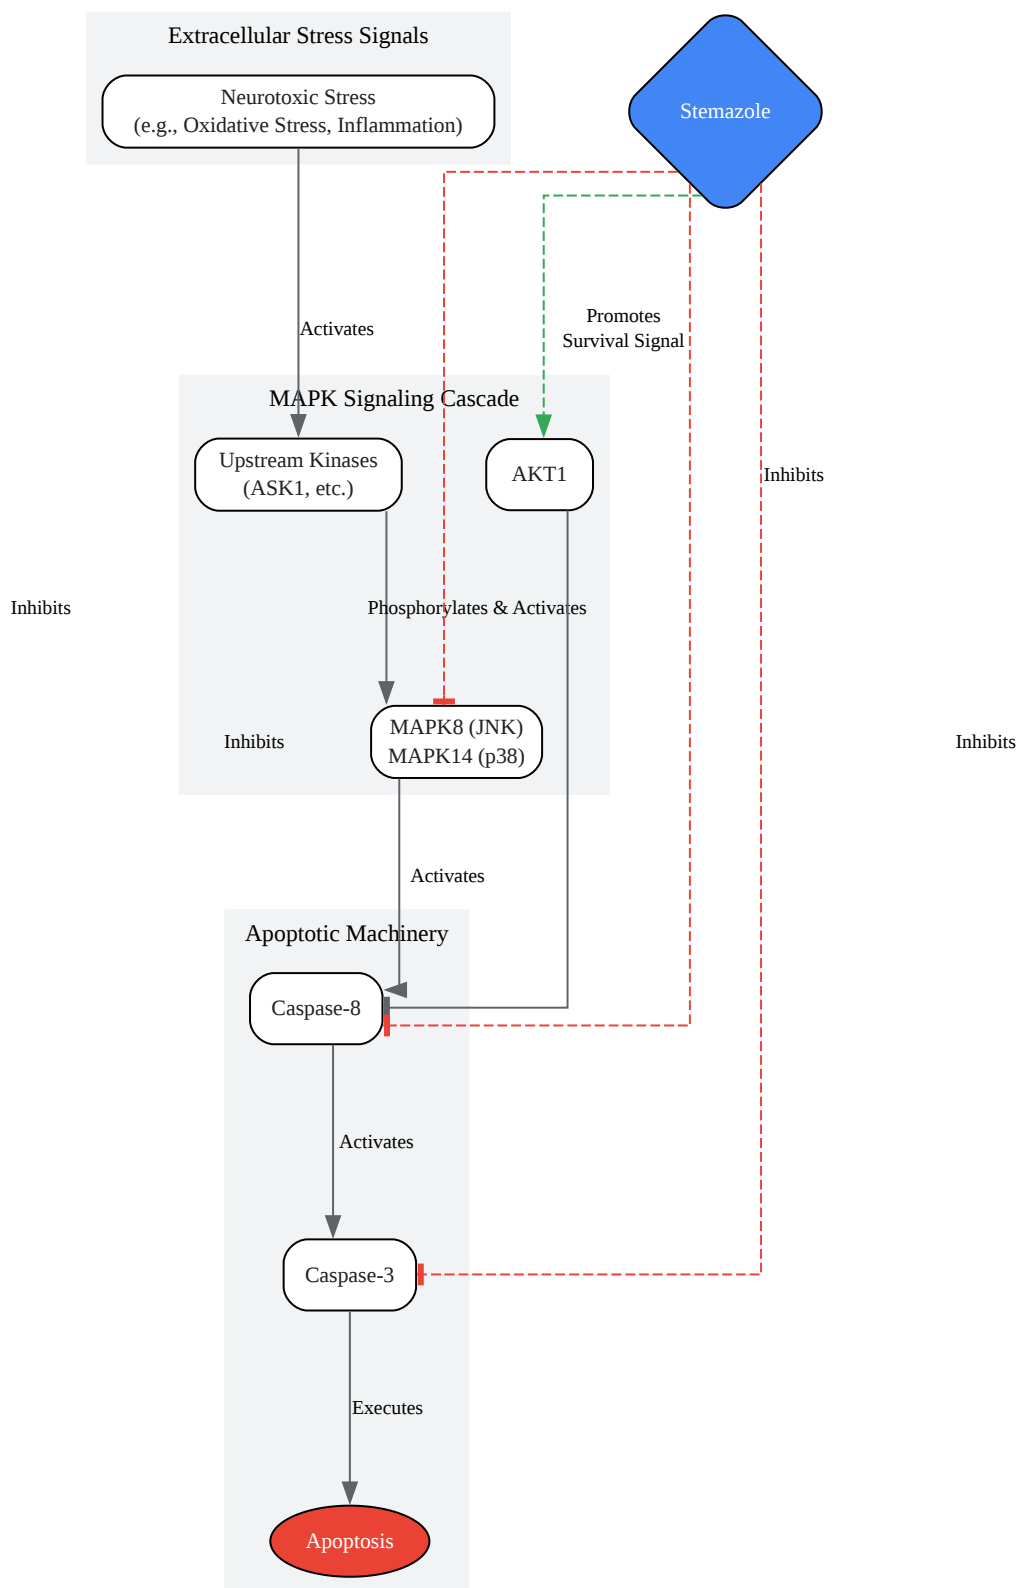 Extracellular Stress Signals
Neurotoxic Stress
(e.g., Oxidative Stress, Inflammation)
Stemazole
Activates
Promotes
Survival Signal
MAPK Signaling Cascade
Upstream Kinases
(ASK1, etc.)
AKT1
Inhibits
Inhibits
Phosphorylates & Activates
MAPK8 (JNK)
MAPK14 (p38)
Inhibits
Inhibits
Activates
Apoptotic Machinery
Caspase-8
Activates
Caspase-3
Executes
Apoptosis